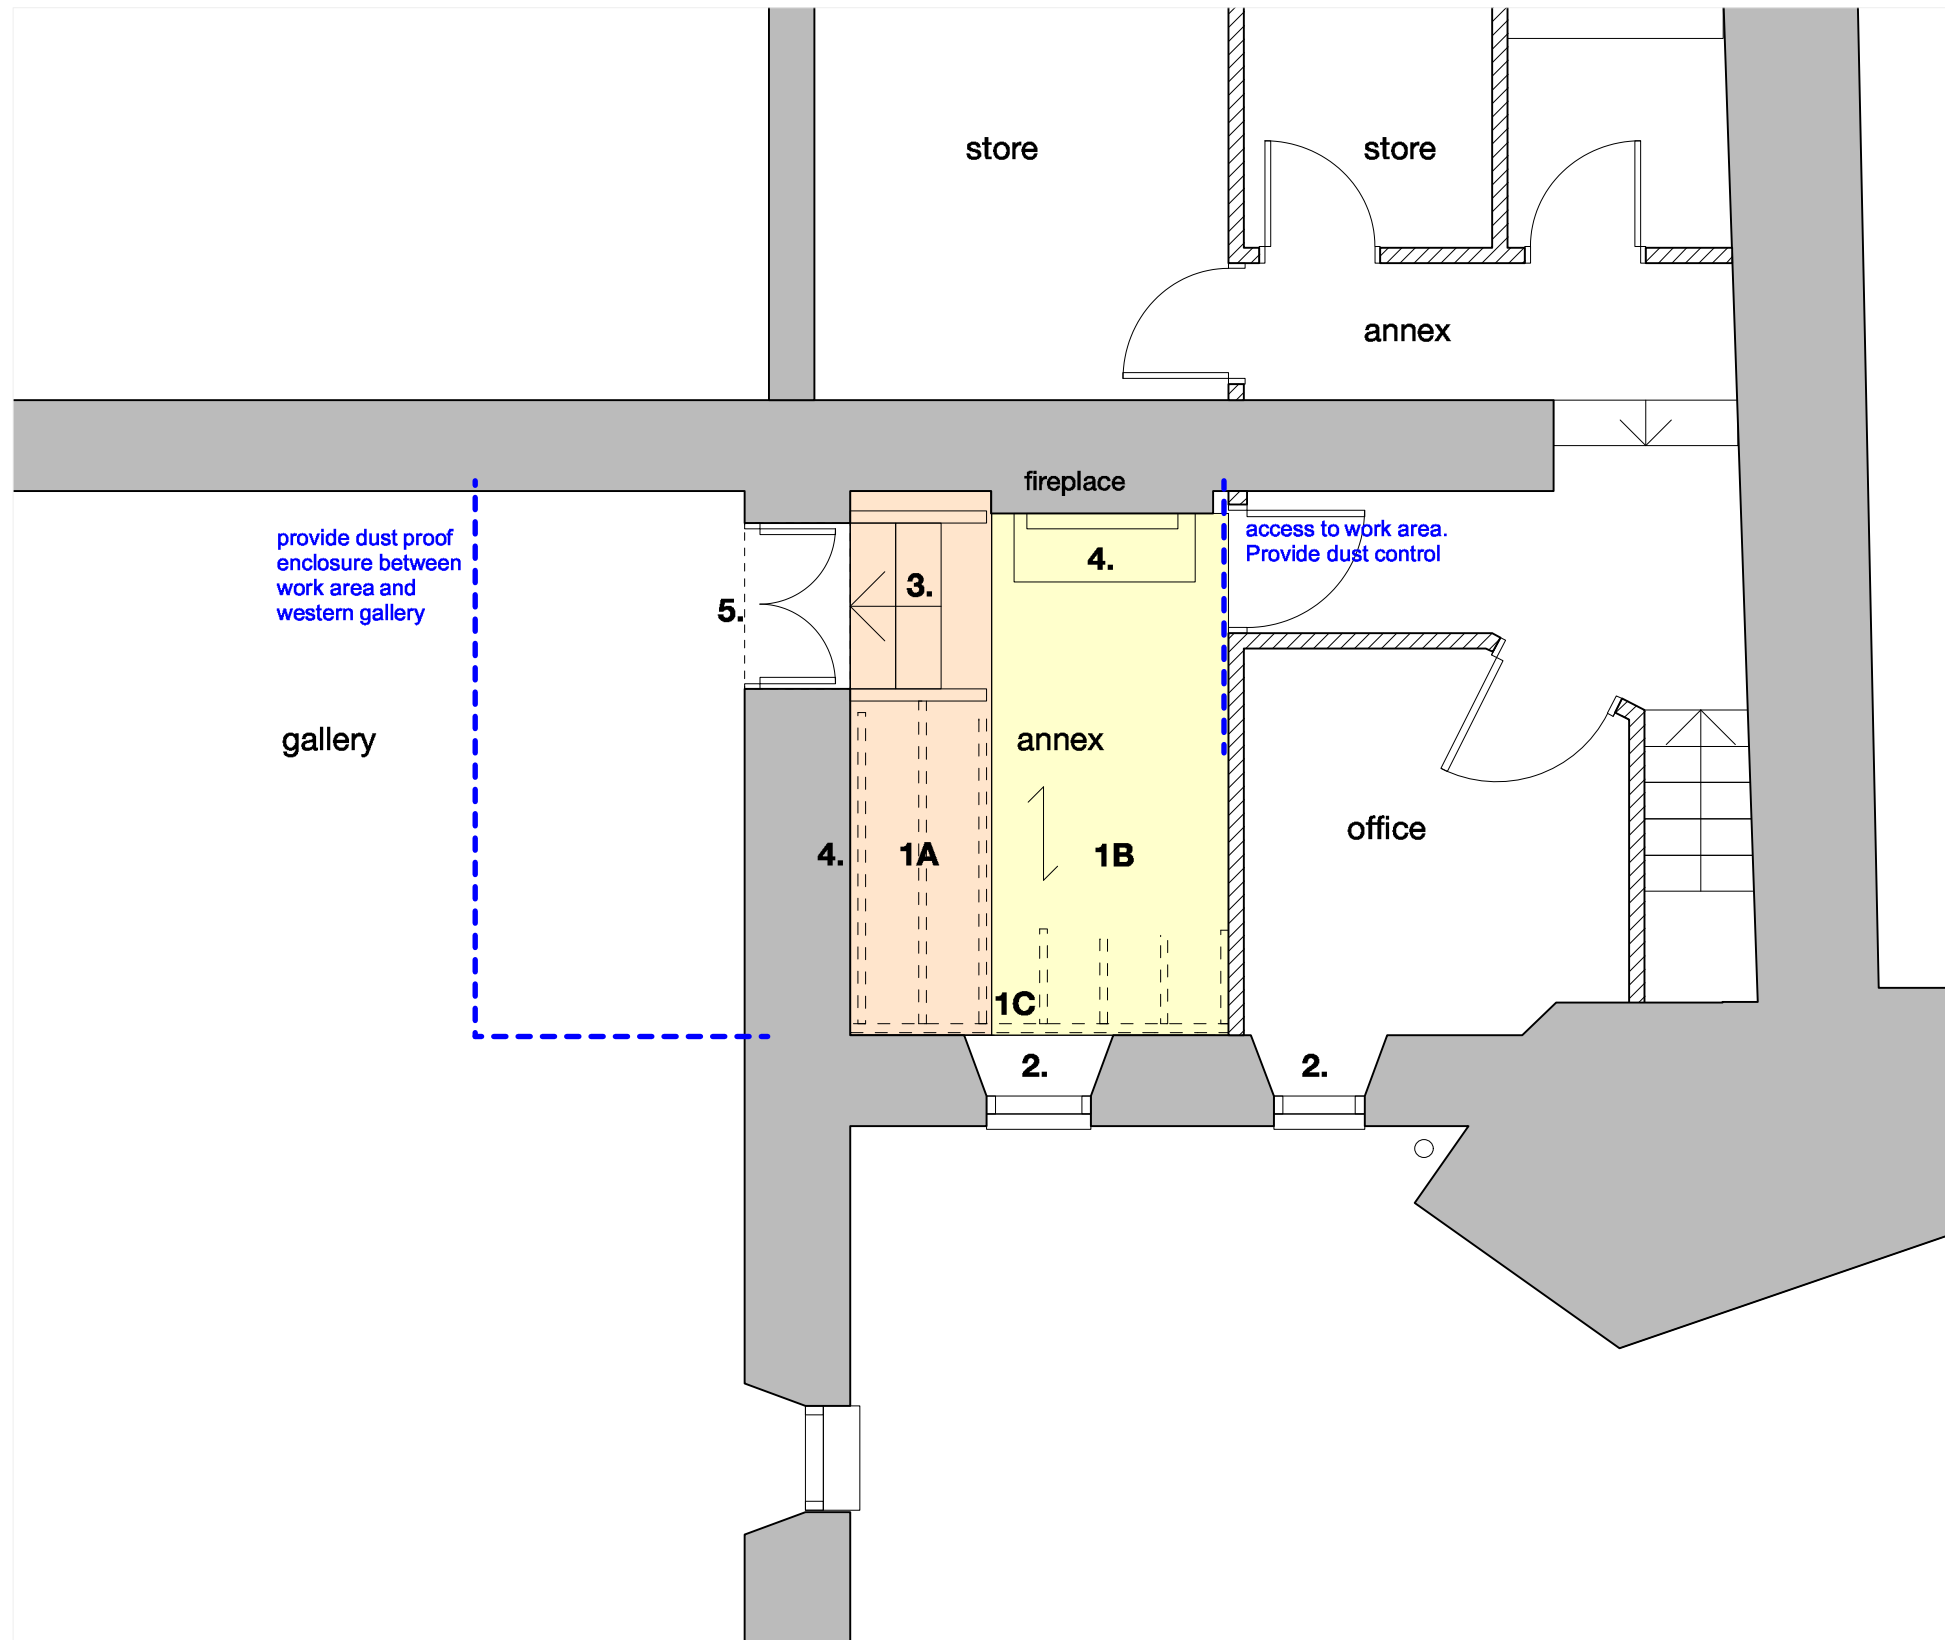 store
store
annex
fireplace
provide dust proof
enclosure between
work area and
western gallery
access to work area.
Provide dust control
4.
3.
5.
gallery
annex
office
4.
1A
1B
1C
2.
2.